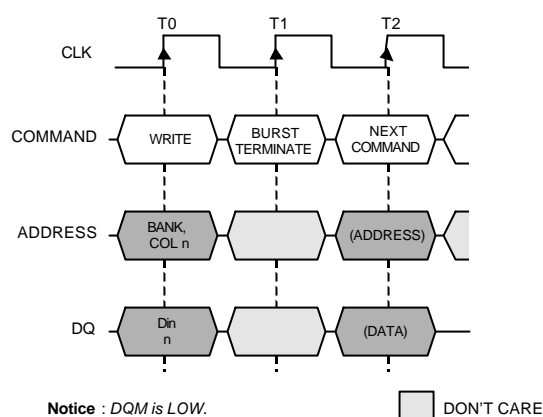 T0 T1 T2
CLK
COMMAND WRITE BURST TERMINATE NEXT COMMAND
ADDRESS BANK, COL n (ADDRESS)
DQ Din n (DATA)
Notice : DQM is LOW. DON'T CARE